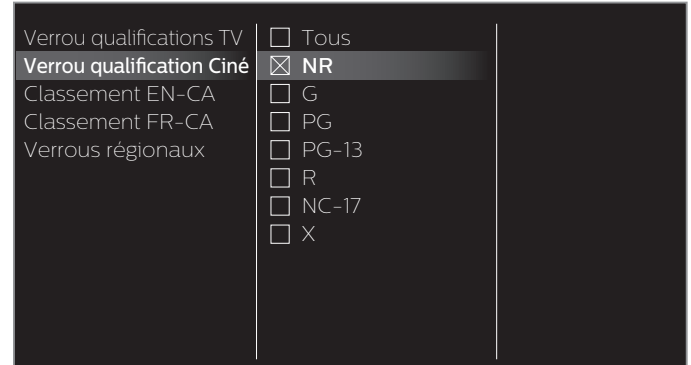 Verrou qualifications TV
Verrou qualification Ciné
Classement EN-CA
Classement FR-CA
Verrous régionaux
Tous
NR
G
PG
PG-13
R
NC-17
X